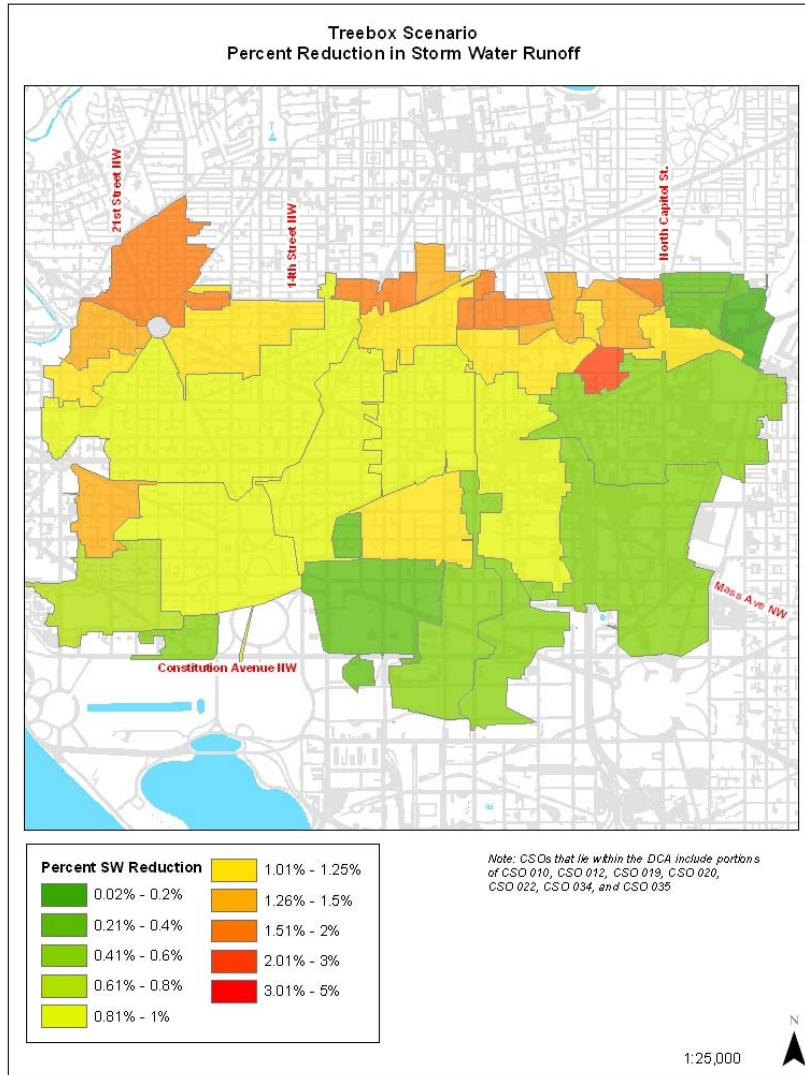 Treebox Scenario
Percent Reduction in Storm Water Runoff
21st Street NW
14th Street NW
North Capitol St.
Mass Ave NW
Constitution Avenue NW
Percent SW Reduction
0.02% - 0.2%
0.21% - 0.4%
0.41% - 0.6%
0.61% - 0.8%
0.81% - 1%
1.01% - 1.25%
1.26% - 1.5%
1.51% - 2%
2.01% - 3%
3.01% - 5%
Note: CSOs that lie within the DCA include portions
of CSO 010, CSO 012, CSO 019, CSO 020,
CSO 022, CSO 034, and CSO 035
N
1:25,000